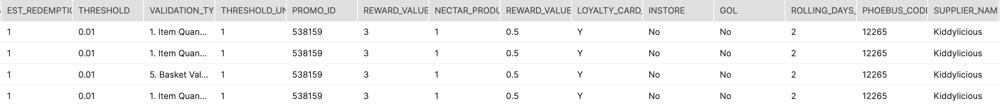 EST_REDEMPTIO THRESHOLD VALIDATION_TY THRESHOLD_UN PROMO_ID REWARD_VALUE NECTAR_PRODU REWARD_VALUE LOYALTY_CARD_ INSTORE GOL ROLLING_DAYS_ PHOEBUS_CODE SUPPLIER_NAM
1 0.01 1. Item Quan... 1 538159 3 1 0.5 Y No No 2 12265 Kiddylicious
1 0.01 1. Item Quan... 1 538159 3 1 0.5 Y No No 2 12265 Kiddylicious
1 0.01 5. Basket Val... 1 538159 3 1 0.5 Y No No 2 12265 Kiddylicious
1 0.01 1. Item Quan... 1 538159 3 1 0.5 Y No No 2 12265 Kiddylicious